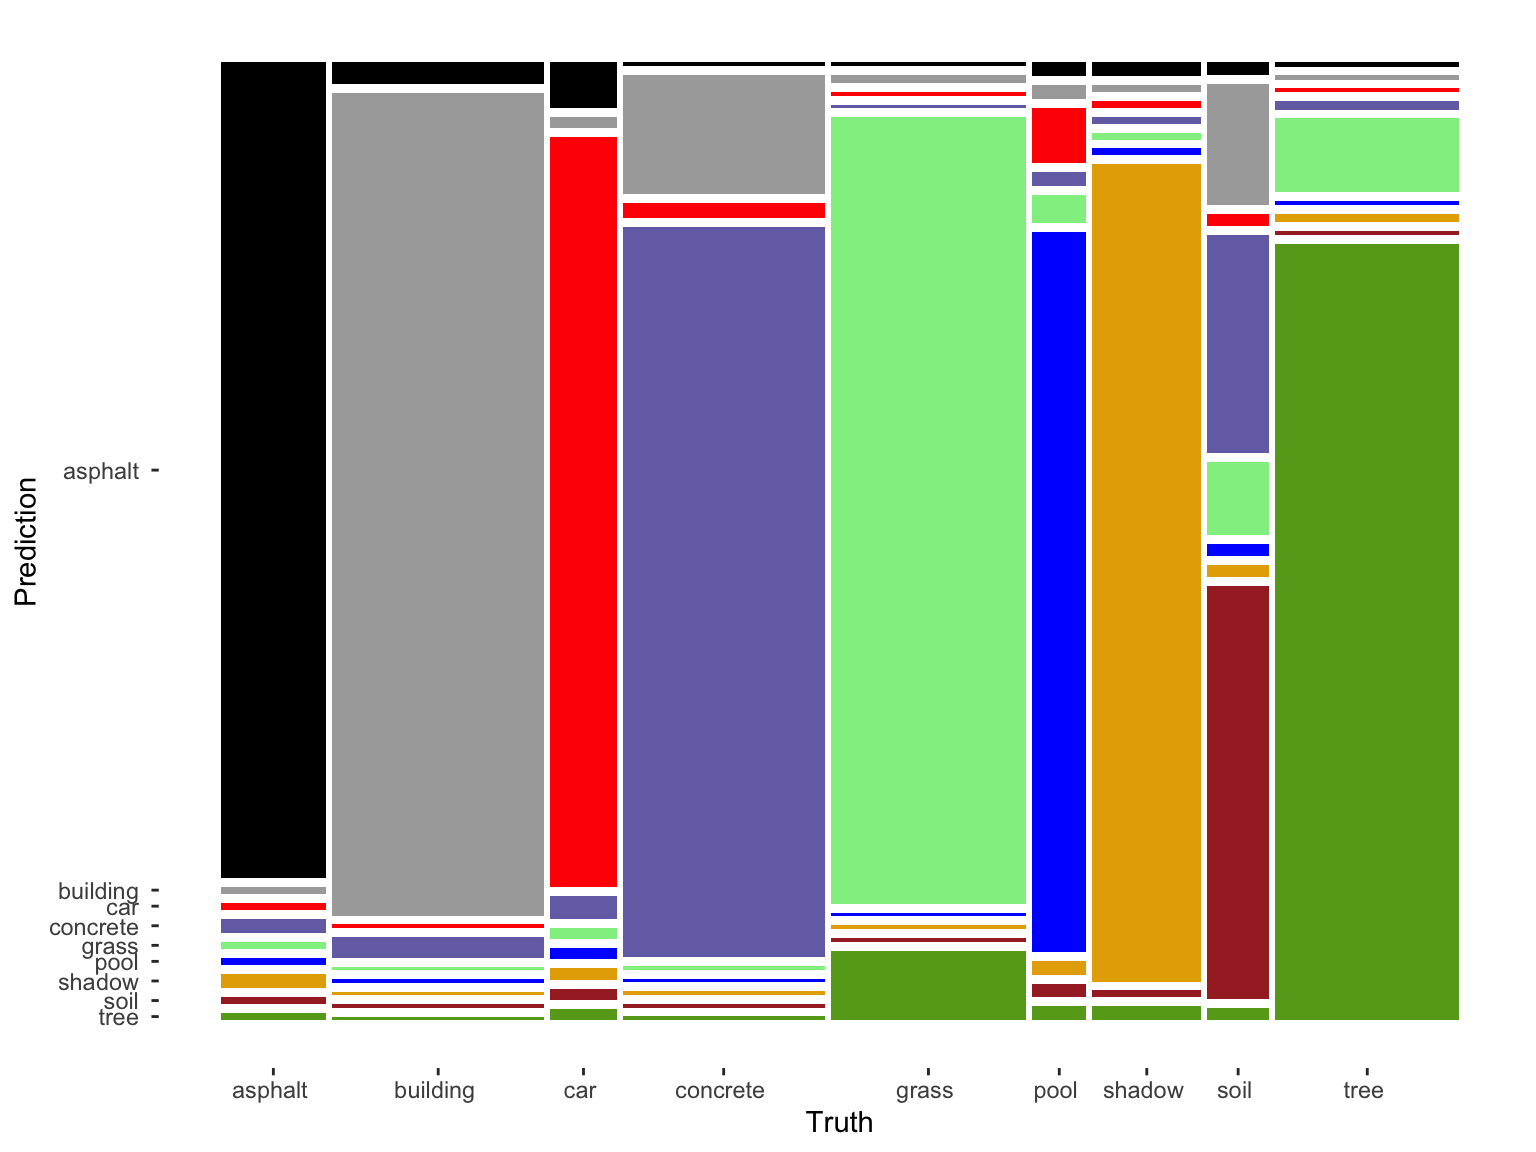 Prediction
asphalt
building
car
concrete
grass
pool
shadow
soil
tree
asphalt building car concrete grass pool shadow soil tree
Truth